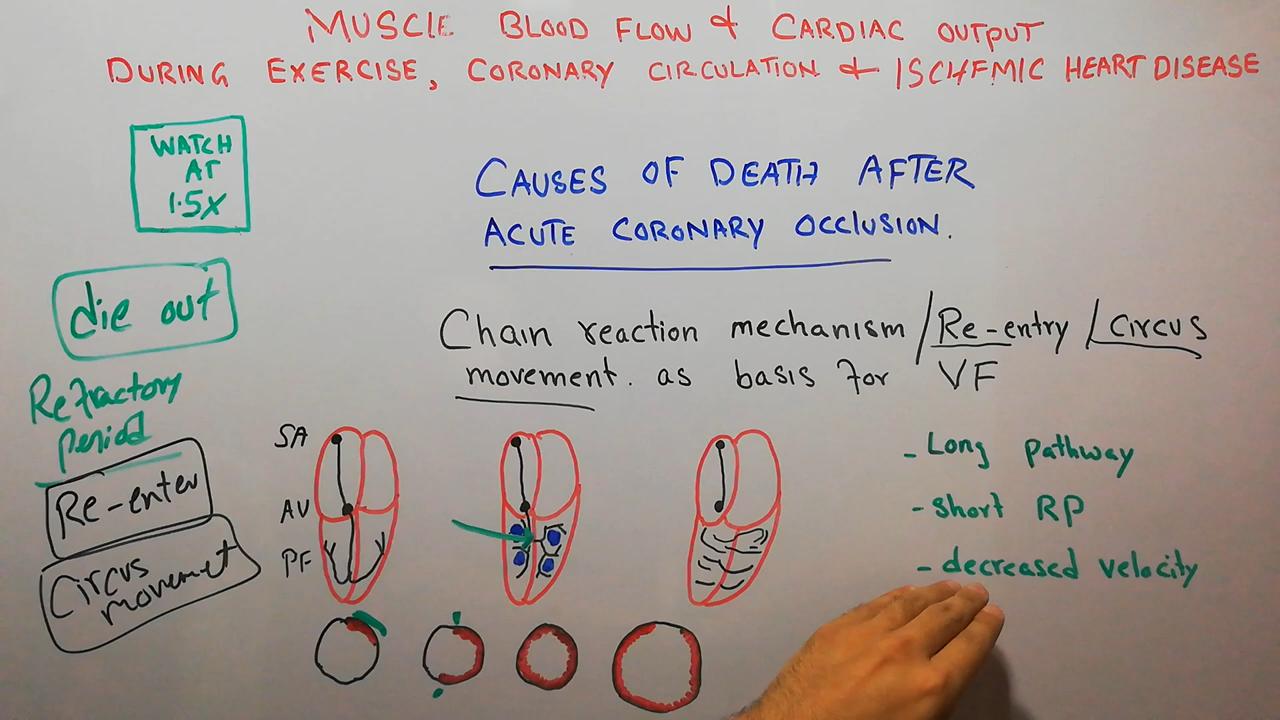 MUSCLE BLOOD FLOW & CARDIAC OUTPUT
DURING EXERCISE, CORONARY CIRCULATION & ISCHEMIC HEART DISEASE
WATCH
AT
1.5X
CAUSES OF DEATH AFTER
ACUTE CORONARY OCCLUSION.
die out
Chain reaction mechanism / Re-entry / Circus
movement. as basis for VF
Refractory
period
Re-enter
Circus
movemet
SA
AV
PF
- Long pathway
- short RP
- decreased velocity